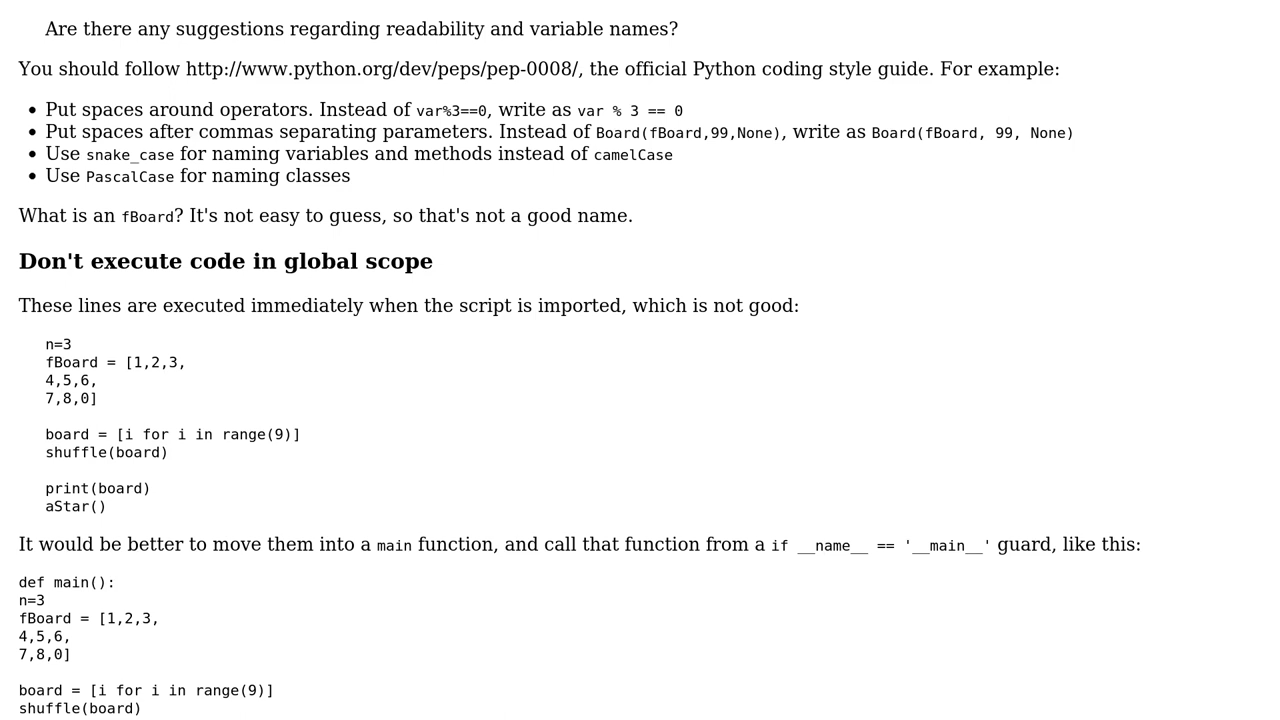 Are there any suggestions regarding readability and variable names?
You should follow http://www.python.org/dev/peps/pep-0008/, the official Python coding style guide. For example:
• Put spaces around operators. Instead of var%3==0, write as var % 3 == 0
• Put spaces after commas separating parameters. Instead of Board(fBoard,99,None), write as Board(fBoard, 99, None)
• Use snake_case for naming variables and methods instead of camelCase
• Use PascalCase for naming classes
What is an fBoard? It's not easy to guess, so that's not a good name.
Don't execute code in global scope
These lines are executed immediately when the script is imported, which is not good:
n=3
fBoard = [1,2,3,
4,5,6,
7,8,0]
board = [i for i in range(9)]
shuffle(board)
print(board)
aStar()
It would be better to move them into a main function, and call that function from a if __name__ == '__main__' guard, like this:
def main():
n=3
fBoard = [1,2,3,
4,5,6,
7,8,0]
board = [i for i in range(9)]
shuffle(board)